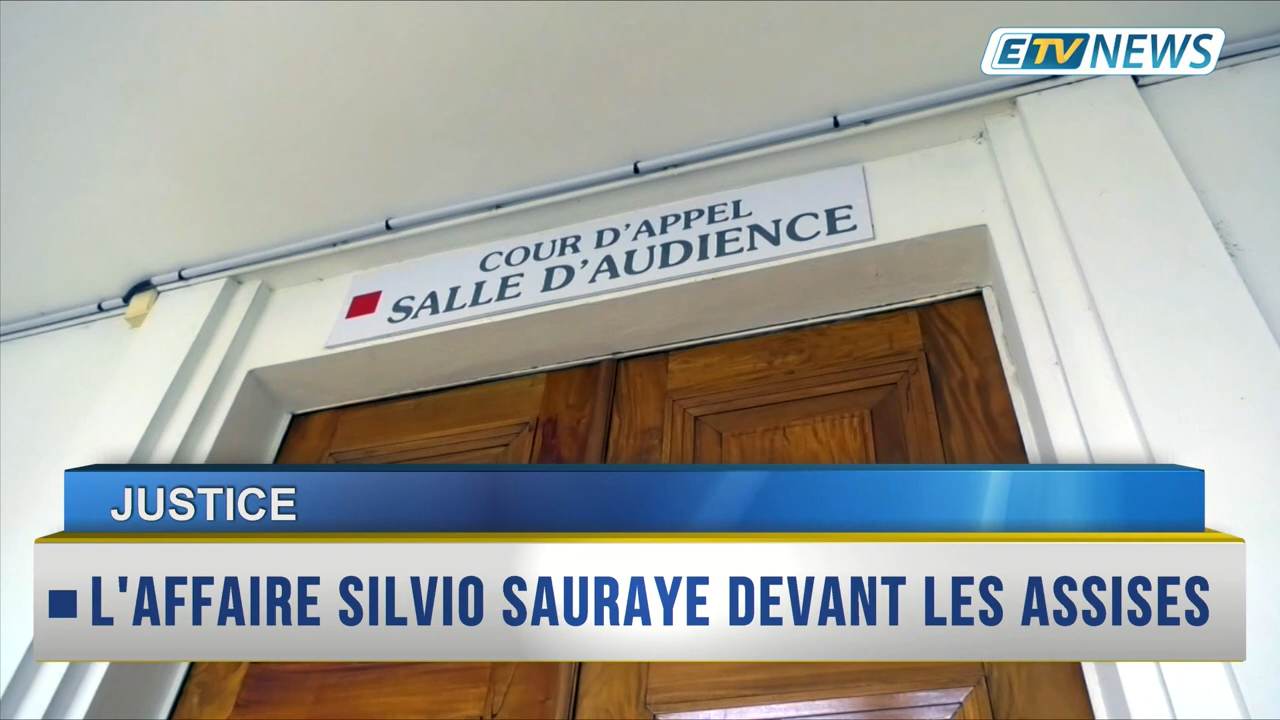 ETV NEWS
COUR D'APPEL
SALLE D'AUDIENCE
JUSTICE
L'AFFAIRE SILVIO SAURAYE DEVANT LES ASSISES